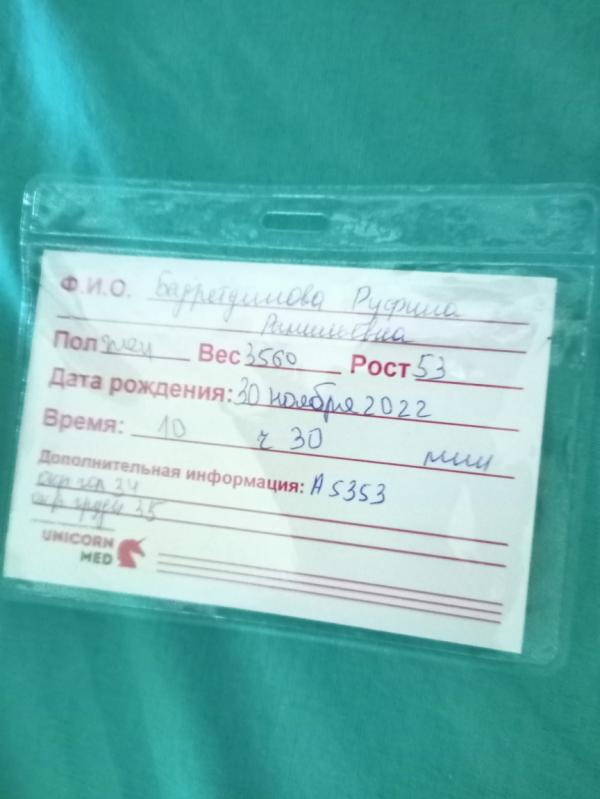 Ф.И.О. Бадретдинова Руфина
Рамилевна
Пол жен Вес 3560 Рост 53
Дата рождения: 30 ноября 2022
Время: 10 ч 30 мин
Дополнительная информация: А 5353
окр гол 34
окр груди 35
UNICORN
MED